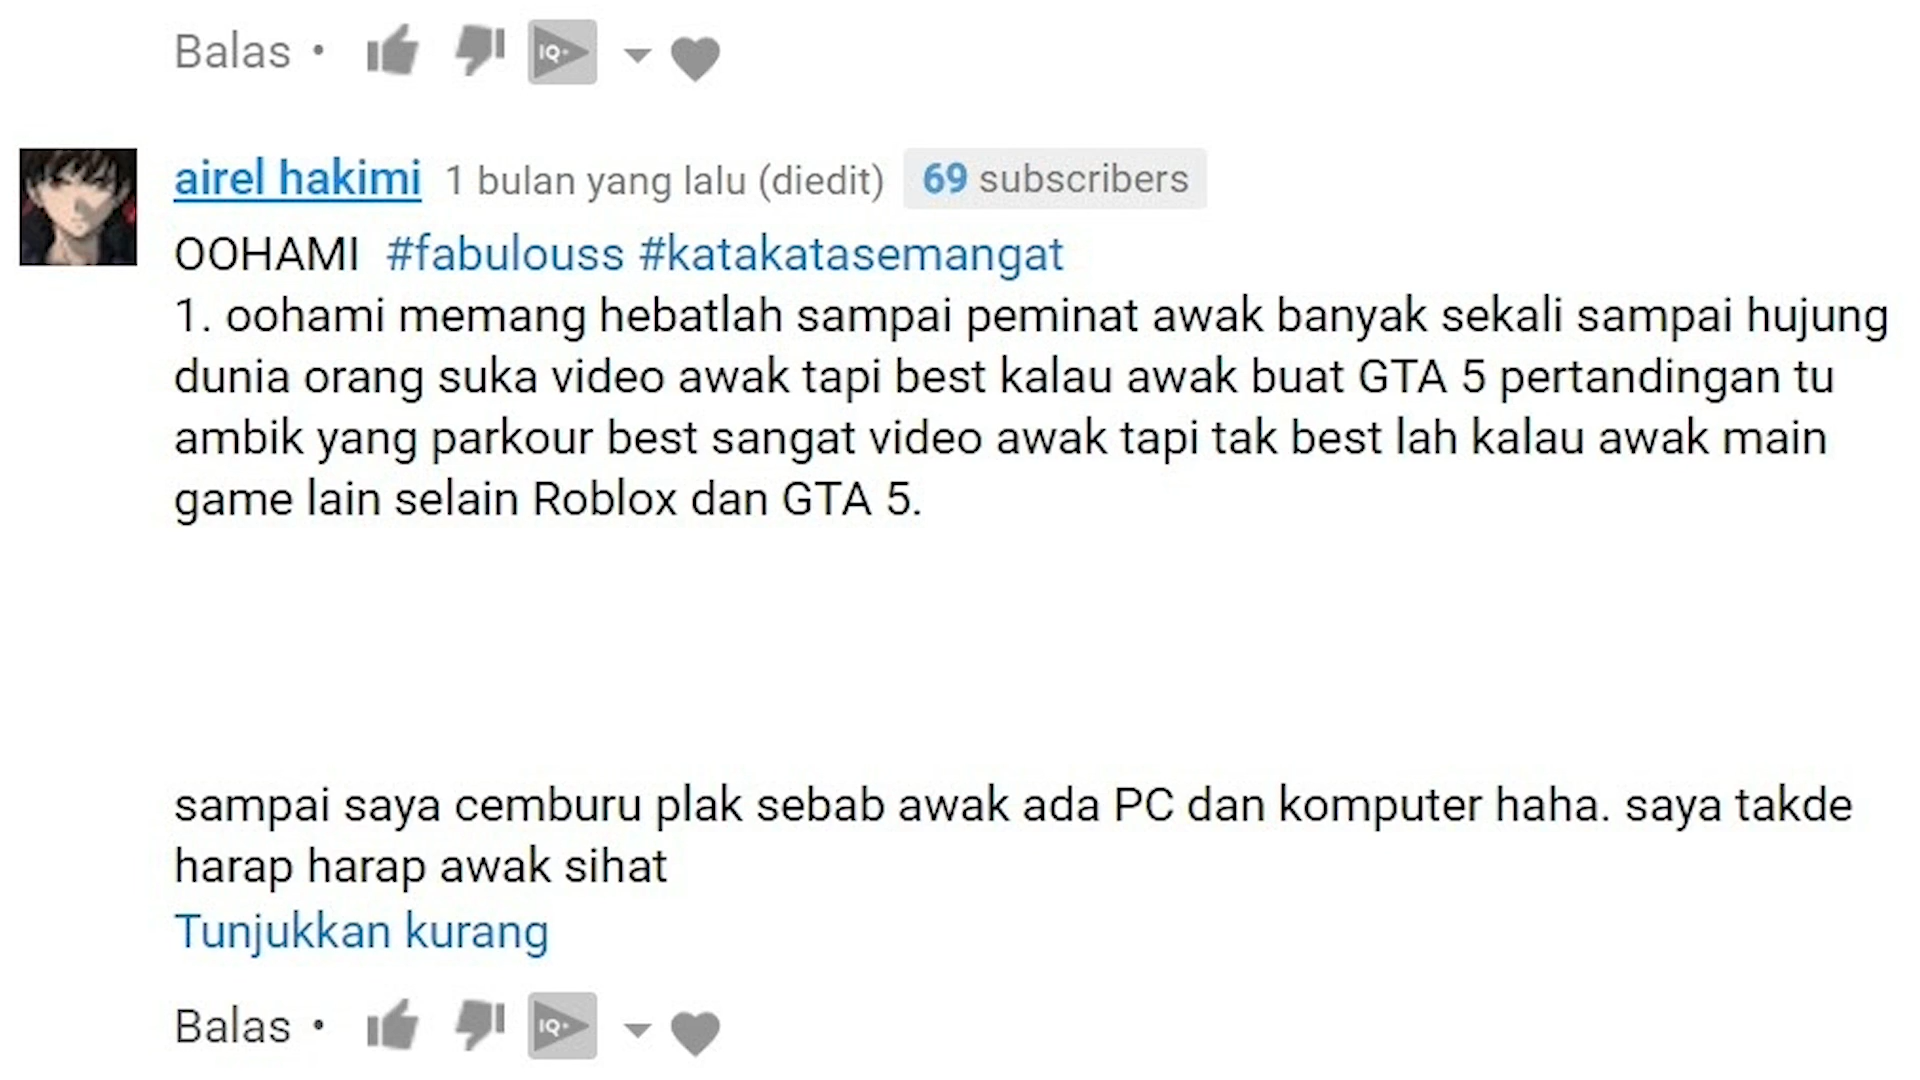 Balas •
IQ+
airel hakimi 1 bulan yang lalu (diedit) 69 subscribers
OOHAMI #fabulouss #katakatasemangat
1. oohami memang hebatlah sampai peminat awak banyak sekali sampai hujung
dunia orang suka video awak tapi best kalau awak buat GTA 5 pertandingan tu
ambik yang parkour best sangat video awak tapi tak best lah kalau awak main
game lain selain Roblox dan GTA 5.
sampai saya cemburu plak sebab awak ada PC dan komputer haha. saya takde
harap harap awak sihat
Tunjukkan kurang
Balas •
IQ+